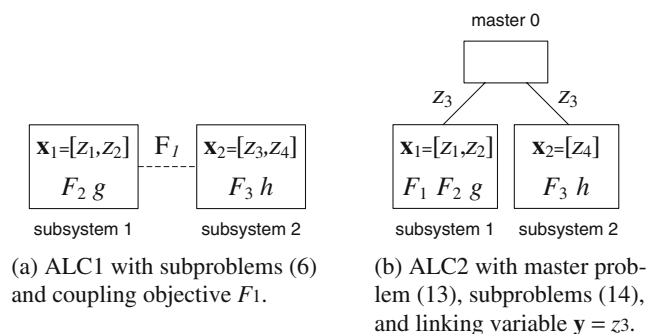 master 0
z3 z3
x1=[z1,z2] F1 x2=[z3,z4]
F2 g F3 h
subsystem 1 subsystem 2
x1=[z1,z2] x2=[z4]
F1 F2 g F3 h
subsystem 1 subsystem 2
(a) ALC1 with subproblems (6)
and coupling objective F1.
(b) ALC2 with master prob-
lem (13), subproblems (14),
and linking variable y = z3.